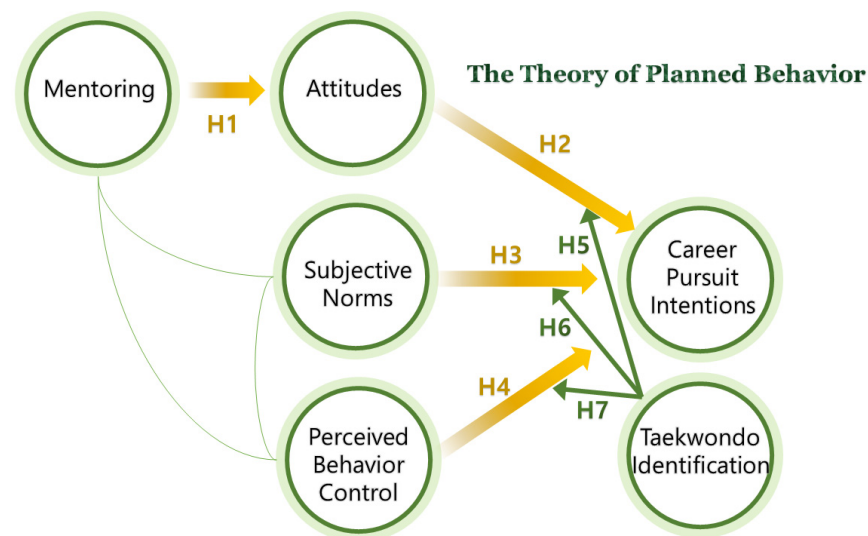 Mentoring
H1
Attitudes
The Theory of Planned Behavior
H2
Subjective
Norms
H3
H5
Career
Pursuit
Intentions
H6
H4
H7
Perceived
Behavior
Control
Taekwondo
Identification